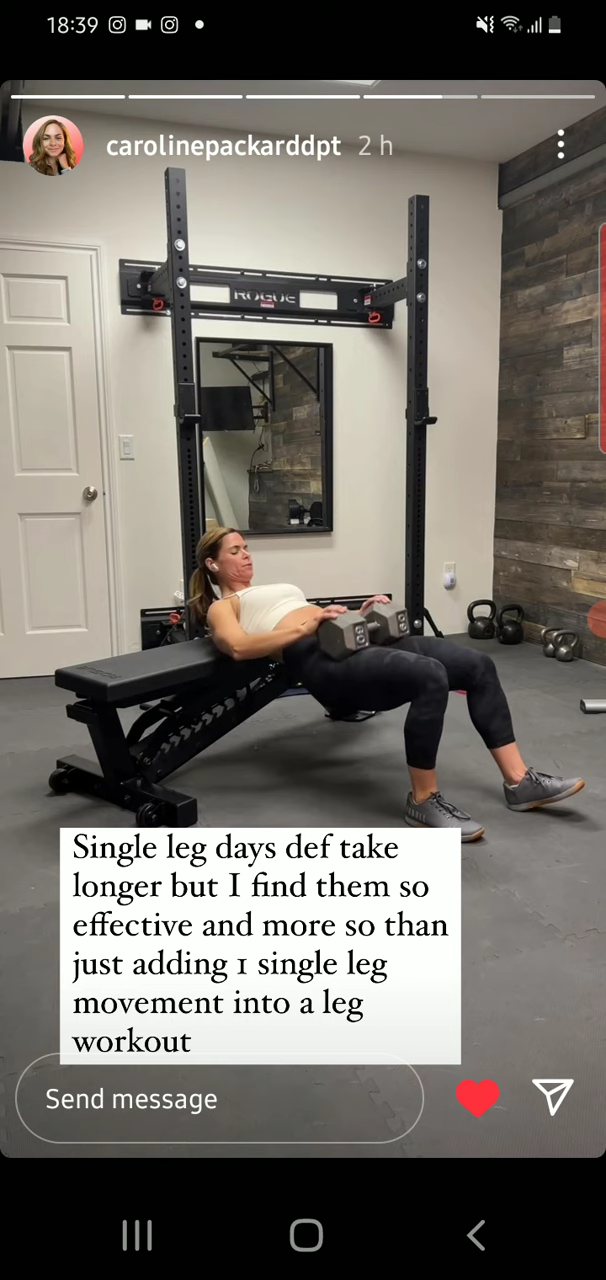 18:39
carolinepackarddpt 2 h
ROGUE
Single leg days def take
longer but I find them so
effective and more so than
just adding 1 single leg
movement into a leg
workout
Send message